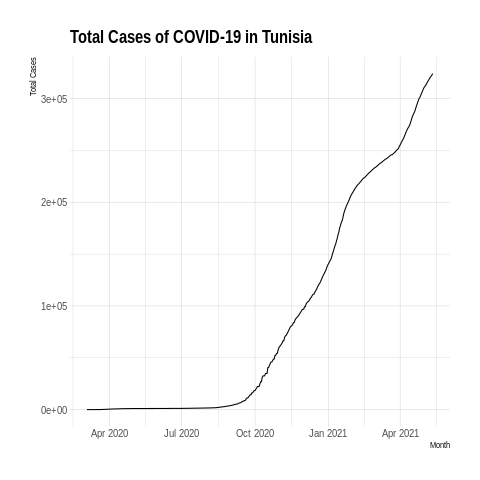 Total Cases of COVID-19 in Tunisia
Total Cases
3e+05
2e+05
1e+05
0e+00
Apr 2020 Jul 2020 Oct 2020 Jan 2021 Apr 2021
Month